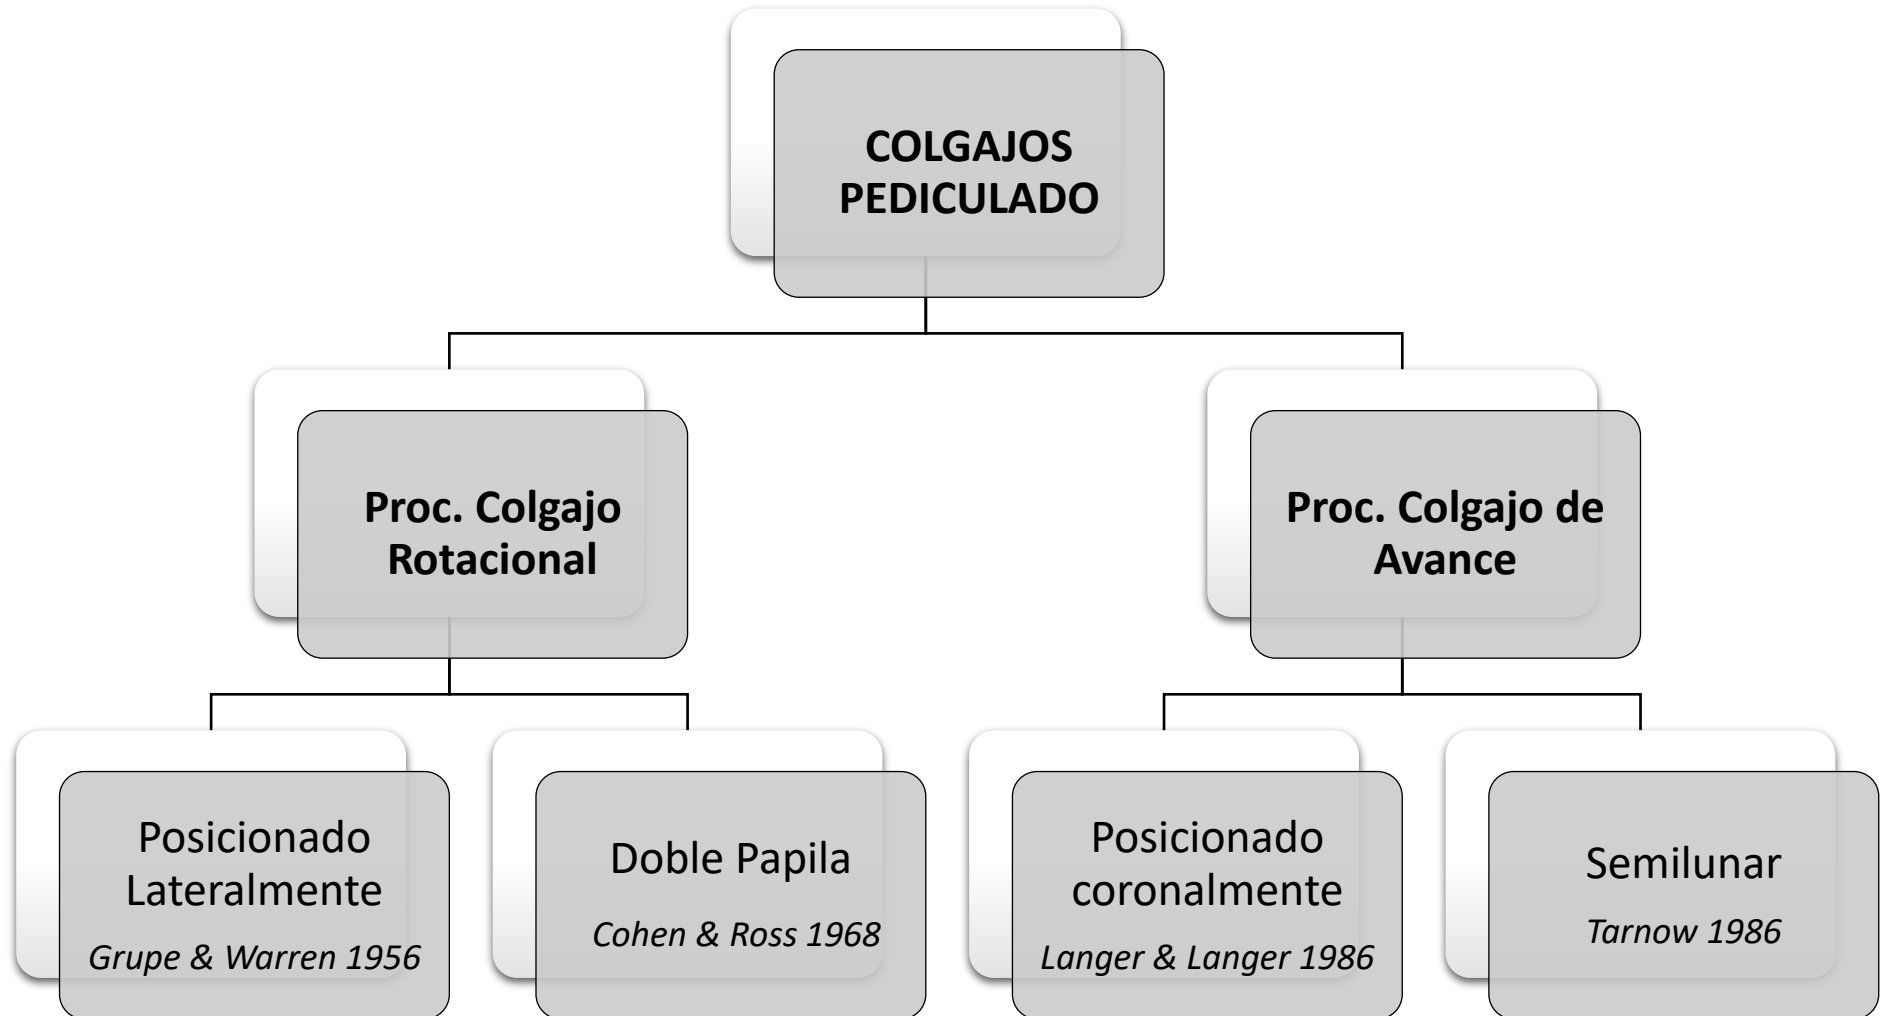 COLGAJOS
PEDICULADO
Proc. Colgajo
Rotacional
Proc. Colgajo de
Avance
Posicionado
Lateralmente
Grupe & Warren 1956
Doble Papila
Cohen & Ross 1968
Posicionado
coronalmente
Langer & Langer 1986
Semilunar
Tarnow 1986